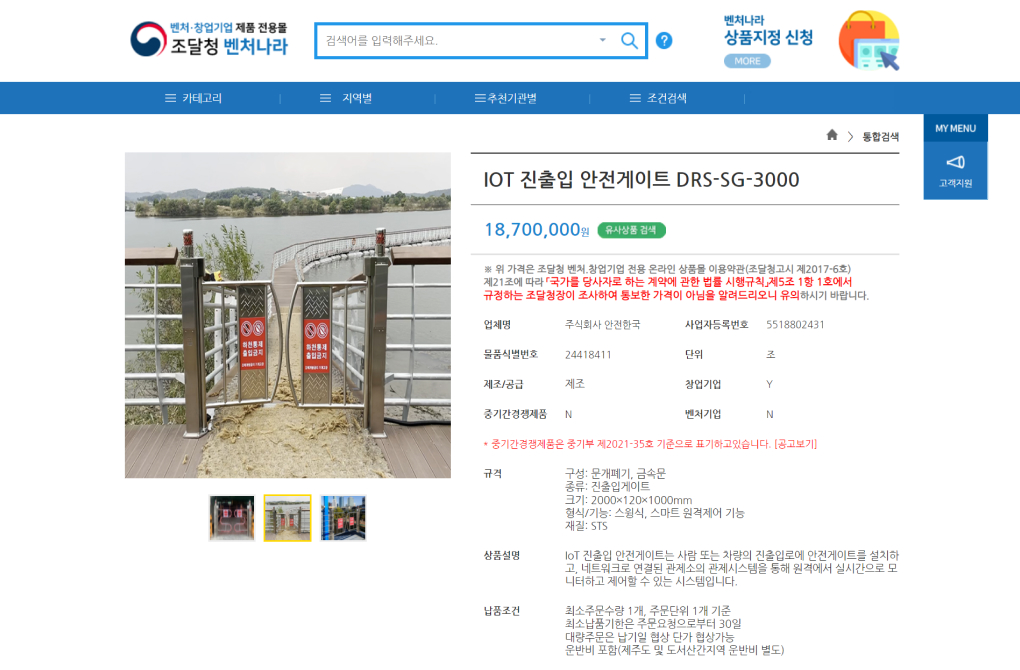 벤처·창업기업 제품 전용몰
조달청 벤처나라
검색어를 입력해주세요.
?
벤처나라
상품지정 신청
MORE
카테고리
지역별
추천기관별
조건검색
통합검색
MY MENU
고객지원
IOT 진출입 안전게이트 DRS-SG-3000
18,700,000원 유사상품 검색
※ 위 가격은 조달청 벤처.창업기업 전용 온라인 상품몰 이용약관(조달청고시 제2017-6호)
제21조에 따라 「국가를 당사자로 하는 계약에 관한 법률 시행규칙」제5조 1항 1호에서
규정하는 조달청장이 조사하여 통보한 가격이 아님을 알려드리오니 유의하시기 바랍니다.
업체명 주식회사 안전한국 사업자등록번호 5518802431
물품식별번호 24418411 단위 조
제조/공급 제조 창업기업 Y
중기간경쟁제품 N 벤처기업 N
* 중기간경쟁제품은 중기부 제2021-35호 기준으로 표기하고있습니다. [공고보기]
규격 구성: 문개폐기, 금속문
종류: 진출입게이트
크기: 2000×120×1000mm
형식/기능: 스윙식, 스마트 원격제어 기능
재질: STS
상품설명 IoT 진출입 안전게이트는 사람 또는 차량의 진출입로에 안전게이트를 설치하
고, 네트워크로 연결된 관제소의 관제시스템을 통해 원격에서 실시간으로 모
니터하고 제어할 수 있는 시스템입니다.
납품조건 최소주문수량 1개, 주문단위 1개 기준
최소납품기한은 주문요청으로부터 30일
대량주문은 납기일 협상 단가 협상가능
운반비 포함(제주도 및 도서산간지역 운반비 별도)
하천통제
출입금지
하천통제
출입금지